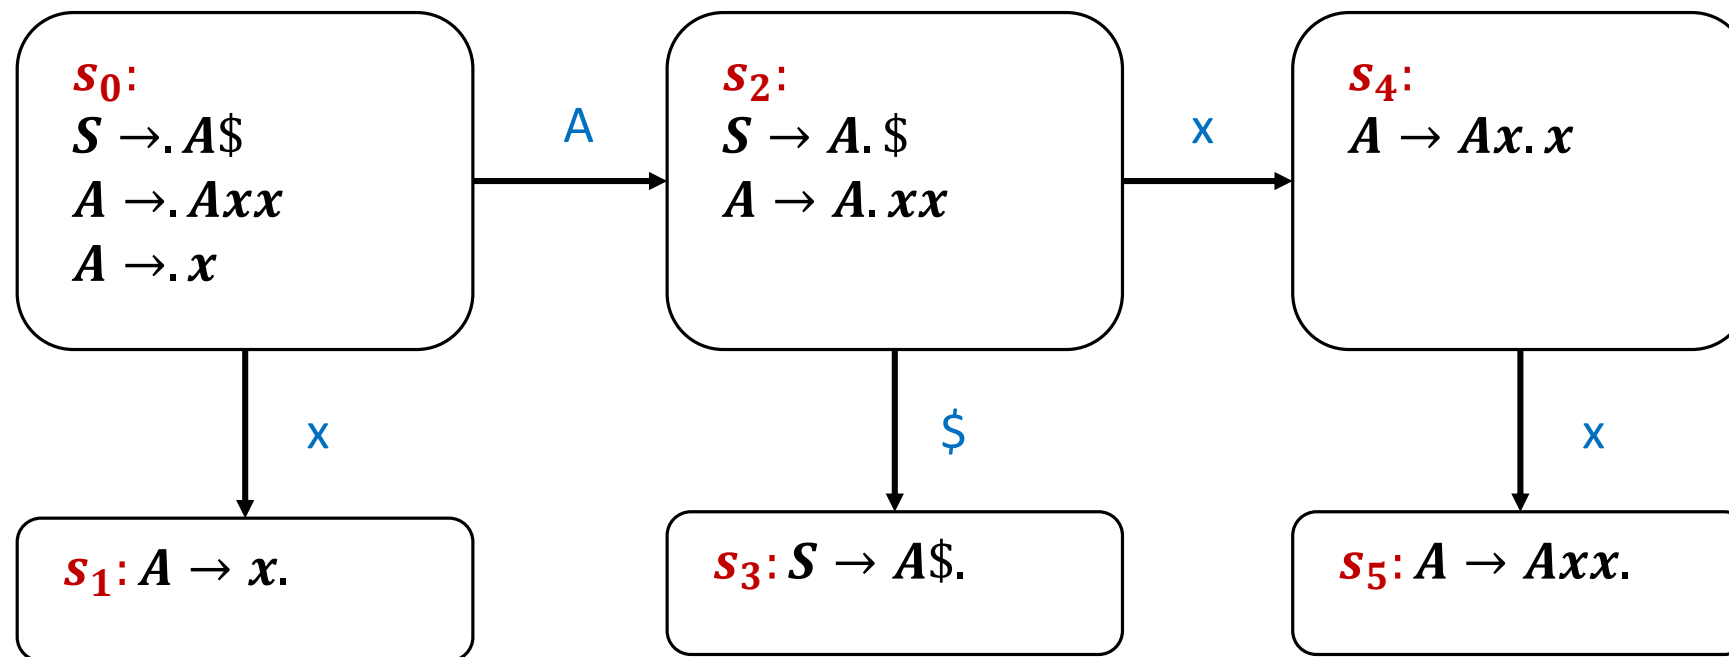 s₀:
S →. A$
A →. Axx
A →. x
A
s₂:
S → A. $
A → A. xx
x
s₄:
A → Ax. x
x
$
x
s₁: A → x.
s₃: S → A$.
s₅: A → Axx.